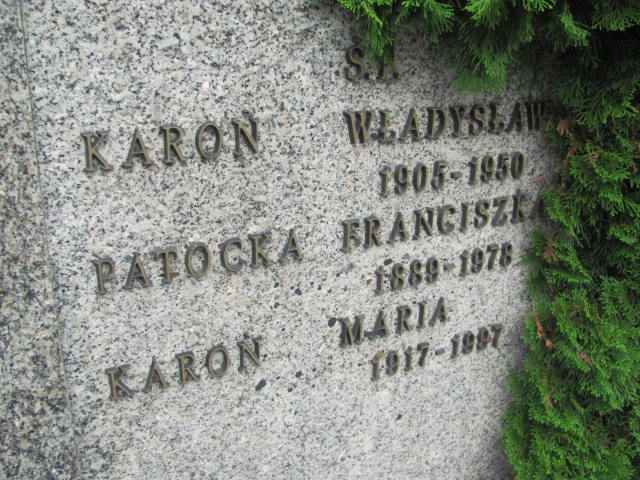 Ś.P.
KAROŃ WŁADYSŁAW
1905-1950
PATOCKA FRANCISZKA
1889-1978
KAROŃ MARIA
1917-1997